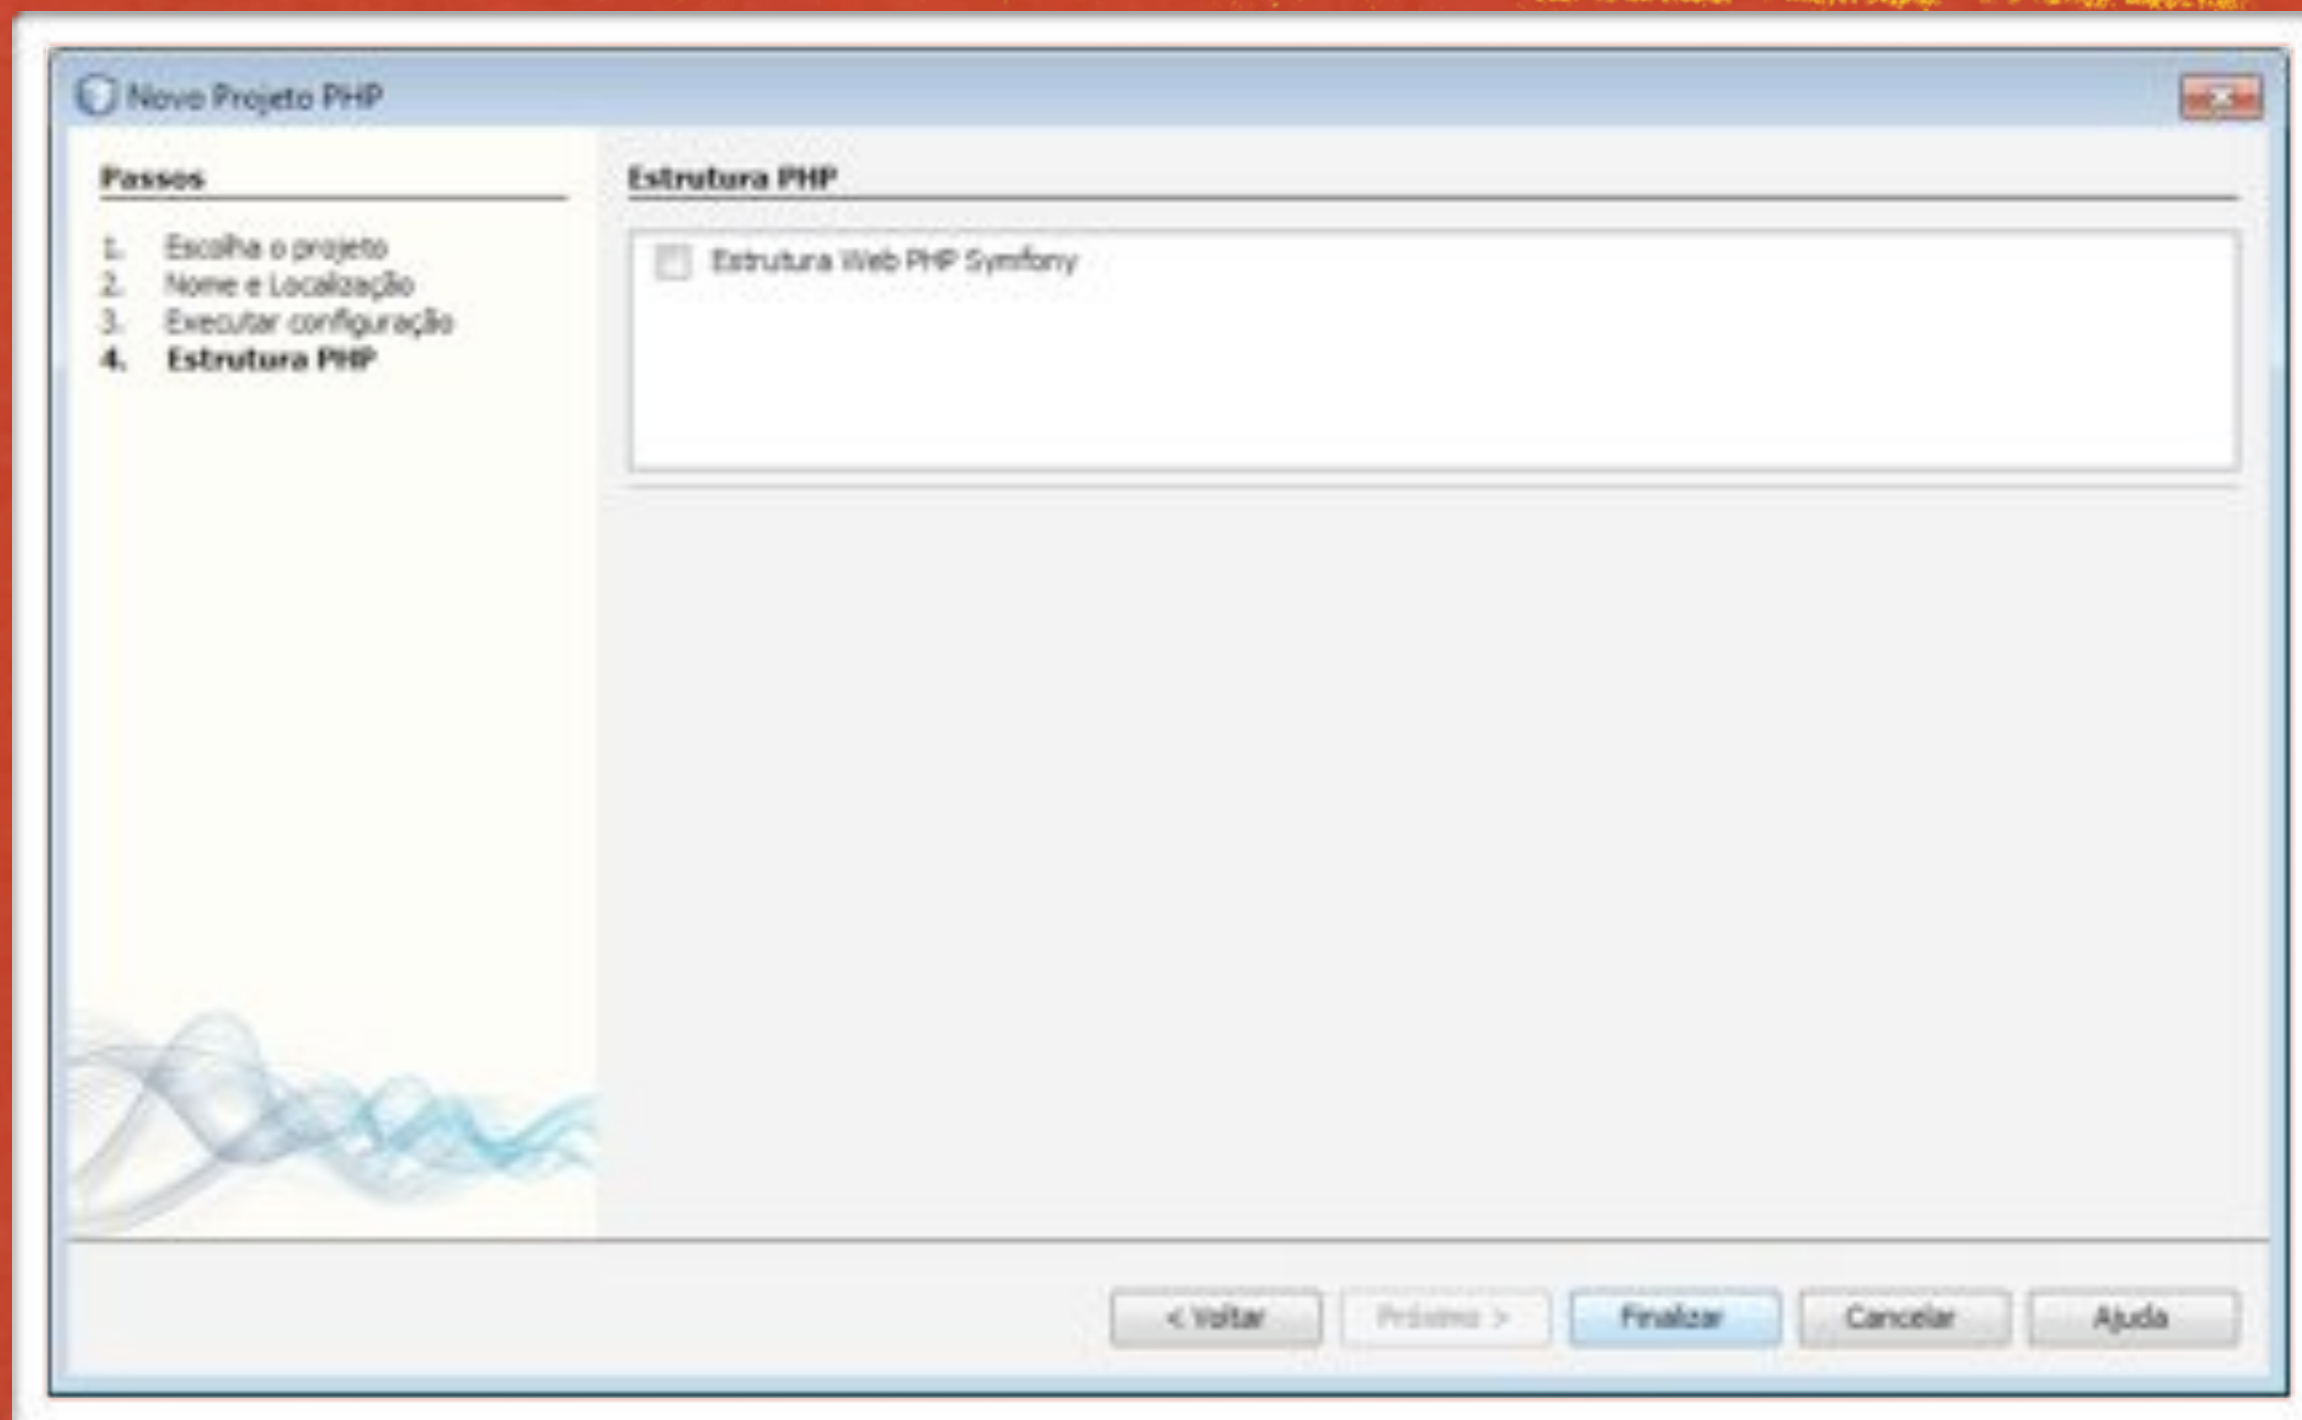 Novo Projeto PHP
Passos
1. Escolha o projeto
2. Nome e Localização
3. Executar configuração
4. Estrutura PHP
Estrutura PHP
Estrutura Web PHP Symfony
< Voltar
Próximo >
Finalizar
Cancelar
Ajuda